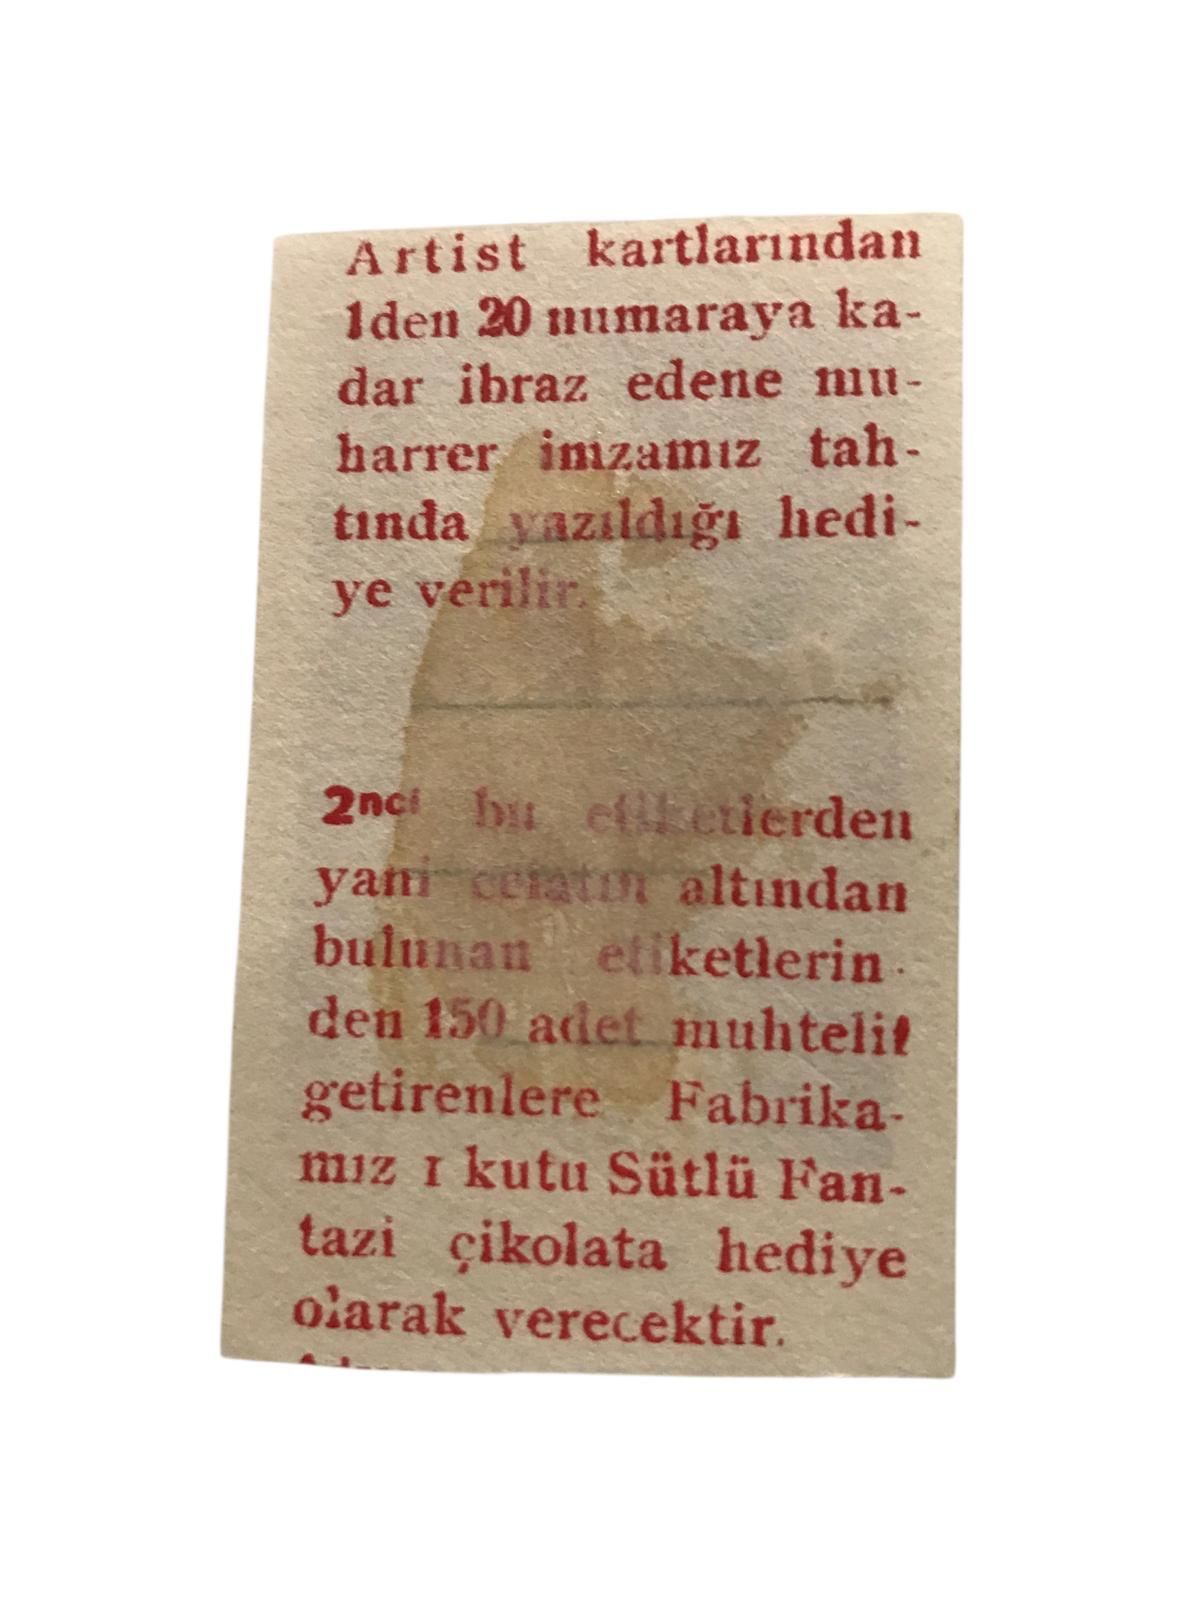 Artist kartlarından
1den 20 numaraya ka-
dar ibraz edene mu-
harrer imzamız tah-
tında yazıldığı hedi-
ye verilir.
2nci bu etiketlerden
yani celatın altından
bulunan etiketlerin-
den 150 adet muhtelif
getirenlere Fabrika-
mız 1 kutu Sütlü Fan-
tazi çikolata hediye
olarak verecektir.